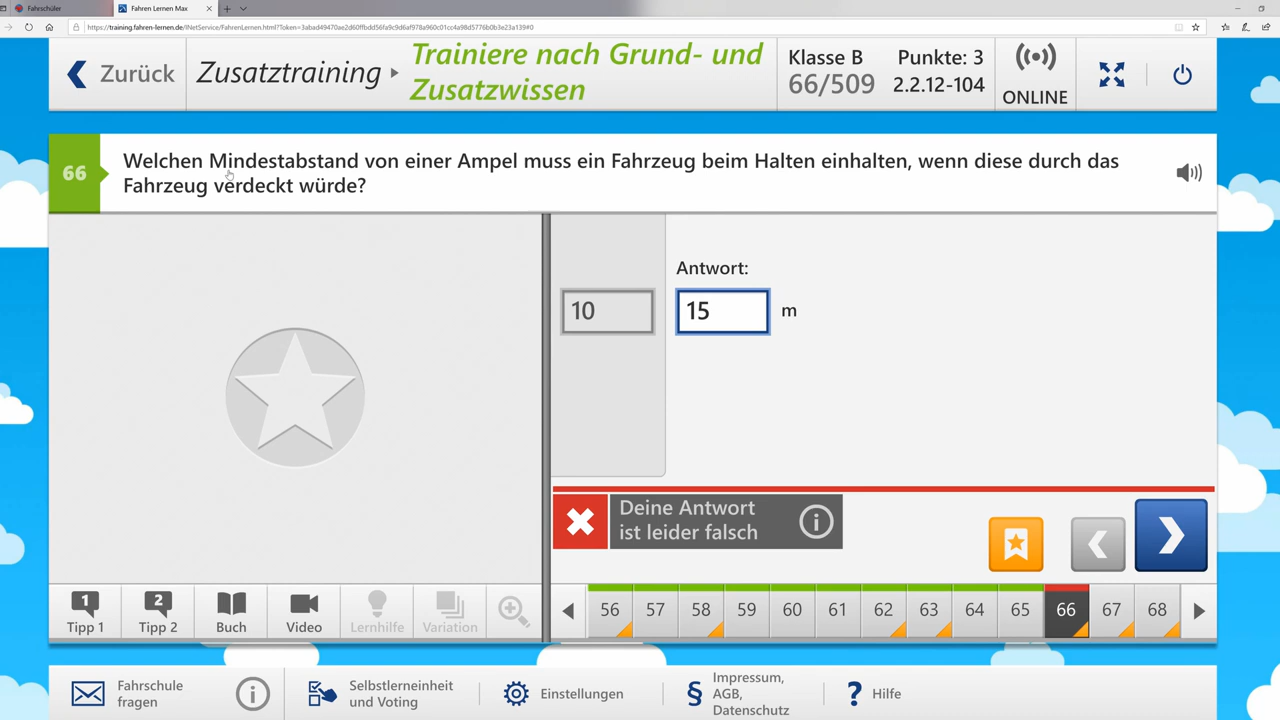 Fahrschüler
Fahren Lernen Max
Zurück
Zusatztraining
Trainiere nach Grund- und
Zusatzwissen
Klasse B
66/509
Punkte: 3
2.2.12-104
ONLINE
66
Welchen Mindestabstand von einer Ampel muss ein Fahrzeug beim Halten einhalten, wenn diese durch das
Fahrzeug verdeckt würde?
Antwort:
10
15 m
Deine Antwort
ist leider falsch
1
Tipp 1
2
Tipp 2
Buch
Video
Lernhilfe
Variation
56 57 58 59 60 61 62 63 64 65 66 67 68
Fahrschule
fragen
Selbstlerneinheit
und Voting
Einstellungen
§
Impressum,
AGB,
Datenschutz
?
Hilfe